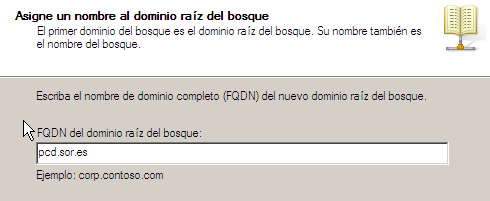 Asigne un nombre al dominio raíz del bosque
El primer dominio del bosque es el dominio raíz del bosque. Su nombre también es
el nombre del bosque.
Escriba el nombre de dominio completo (FQDN) del nuevo dominio raíz del bosque.
FQDN del dominio raíz del bosque:
pcd.sor.es
Ejemplo: corp.contoso.com